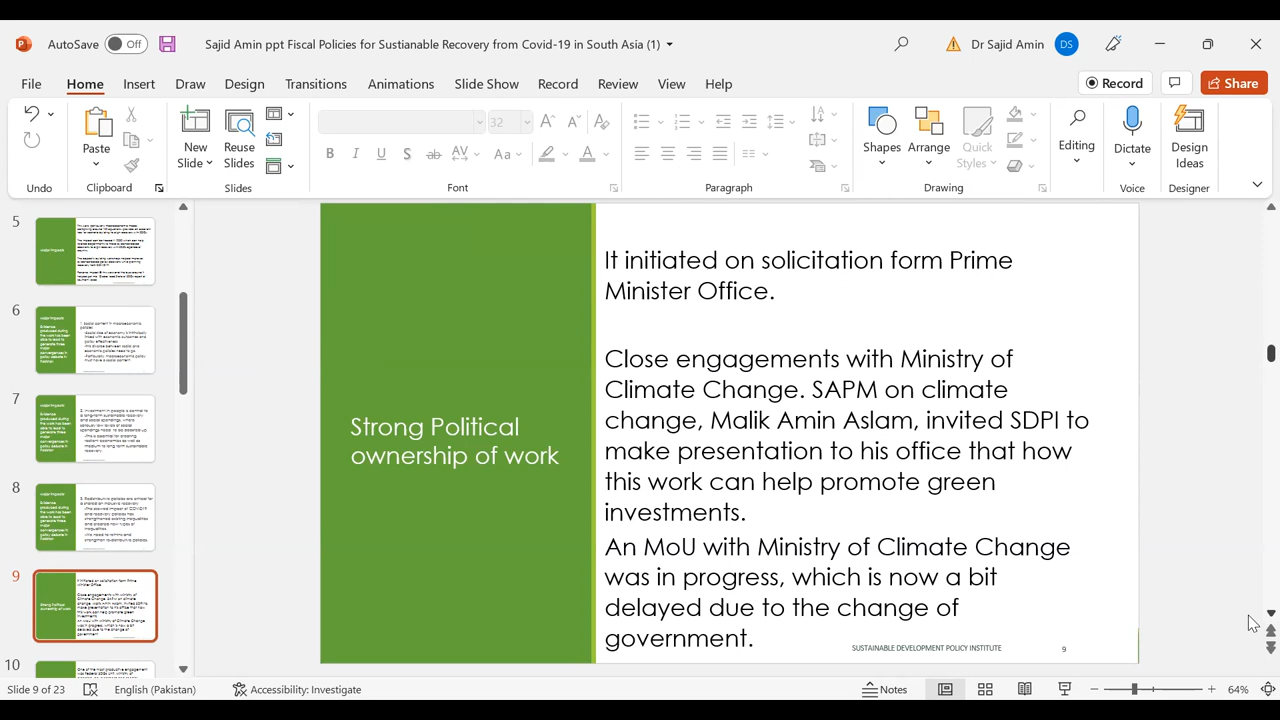 AutoSave Off Sajid Amin ppt Fiscal Policies for Sustianable Recovery from Covid-19 in South Asia (1) Dr Sajid Amin DS
File Home Insert Draw Design Transitions Animations Slide Show Record Review View Help Record Share
Paste New Slide Reuse Slides 32 Aa Shapes Arrange Quick Styles Editing Dictate Design Ideas
Undo Clipboard Slides Font Paragraph Drawing Voice Designer
5
6
7
8
9
10
Strong Political
ownership of work
It initiated on solicitation form Prime
Minister Office.
Close engagements with Ministry of
Climate Change. SAPM on climate
change, Malik Amin Aslam, invited SDPI to
make presentation to his office that how
this work can help promote green
investments.
An MoU with Ministry of Climate Change
was in progress, which is now a bit
delayed due to the change of
government.
SUSTAINABLE DEVELOPMENT POLICY INSTITUTE 9
Slide 9 of 23 English (Pakistan) Accessibility: Investigate Notes 64%